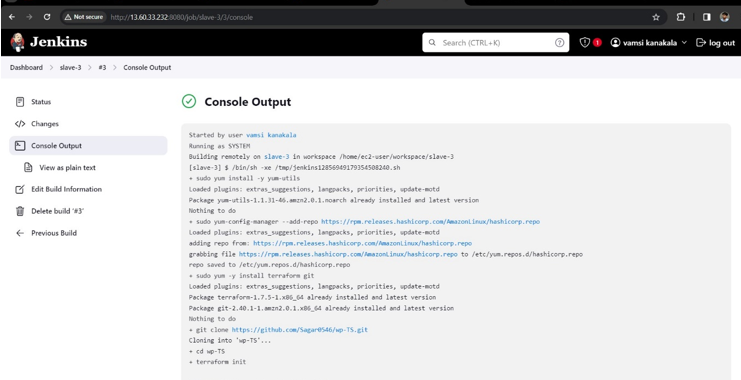 Not secure http://13.60.33.232:8080/job/slave-3/3/console
Jenkins
Search (CTRL+K)
1
vamsi kanakala
log out
Dashboard > slave-3 > #3 > Console Output
Status
Changes
Console Output
View as plain text
Edit Build Information
Delete build '#3'
Previous Build
Console Output
Started by user vamsi kanakala
Running as SYSTEM
Building remotely on slave-3 in workspace /home/ec2-user/workspace/slave-3
[slave-3] $ /bin/sh -xe /tmp/jenkins12856949179354508240.sh
+ sudo yum install -y yum-utils
Loaded plugins: extras_suggestions, langpacks, priorities, update-motd
Package yum-utils-1.1.31-46.amzn2.0.1.noarch already installed and latest version
Nothing to do
+ sudo yum-config-manager --add-repo https://rpm.releases.hashicorp.com/AmazonLinux/hashicorp.repo
Loaded plugins: extras_suggestions, langpacks, priorities, update-motd
adding repo from: https://rpm.releases.hashicorp.com/AmazonLinux/hashicorp.repo
grabbing file https://rpm.releases.hashicorp.com/AmazonLinux/hashicorp.repo to /etc/yum.repos.d/hashicorp.repo
repo saved to /etc/yum.repos.d/hashicorp.repo
+ sudo yum -y install terraform git
Loaded plugins: extras_suggestions, langpacks, priorities, update-motd
Package terraform-1.7.5-1.x86_64 already installed and latest version
Package git-2.40.1-1.amzn2.0.1.x86_64 already installed and latest version
Nothing to do
+ git clone https://github.com/Sagar0546/wp-TS.git
Cloning into 'wp-TS'...
+ cd wp-TS
+ terraform init